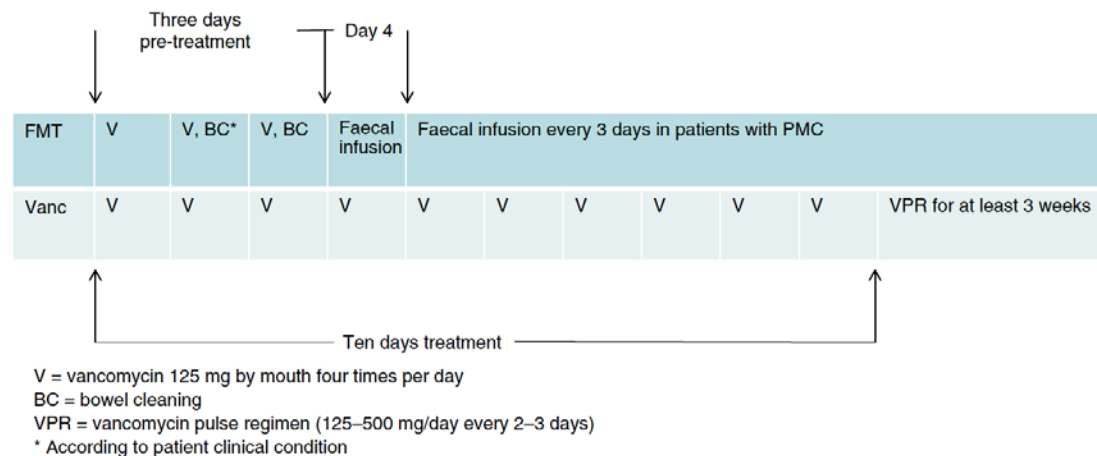 Three days
pre-treatment
Day 4
FMT V V, BC* V, BC Faecal infusion Faecal infusion every 3 days in patients with PMC
Vanc V V V V V V V V V V VPR for at least 3 weeks
Ten days treatment
V = vancomycin 125 mg by mouth four times per day
BC = bowel cleaning
VPR = vancomycin pulse regimen (125–500 mg/day every 2–3 days)
* According to patient clinical condition